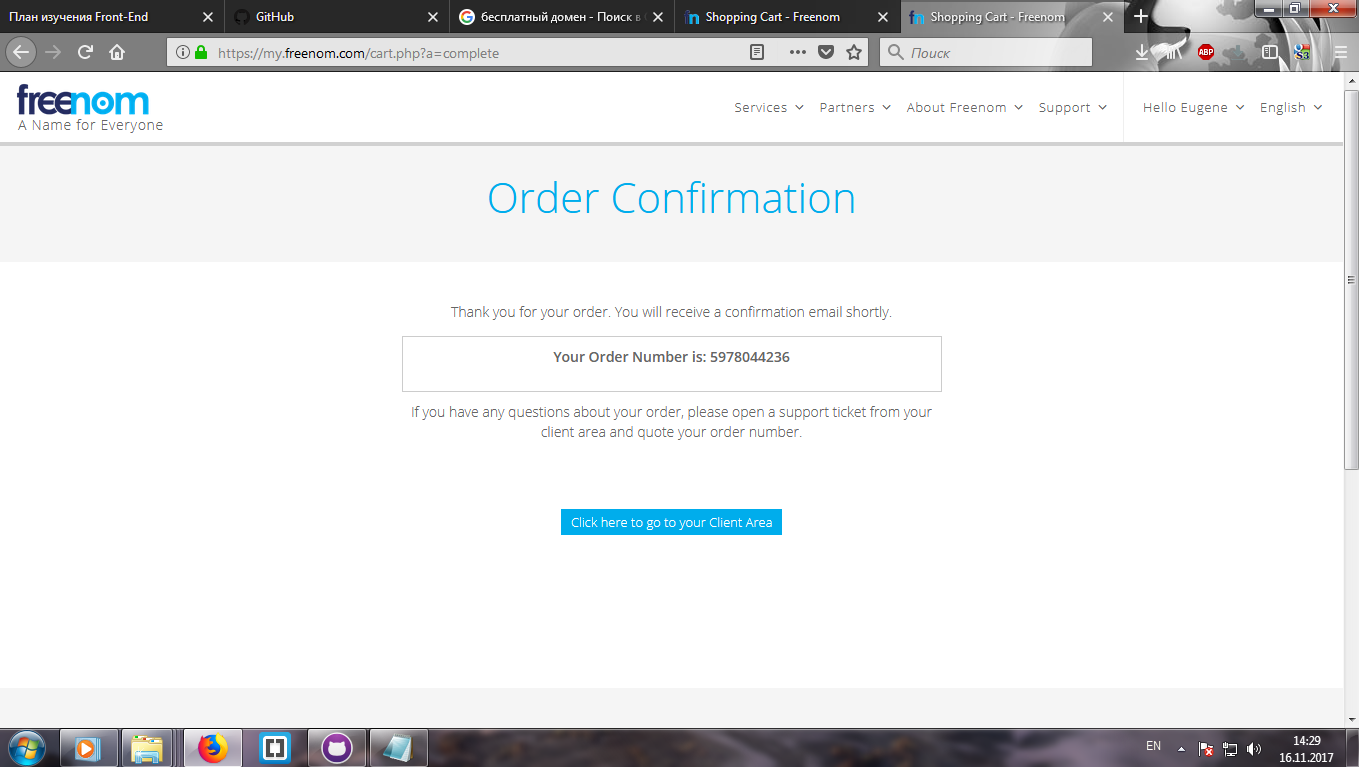 План изучения Front-End
GitHub
бесплатный домен - Поиск в
Shopping Cart - Freenom
Shopping Cart - Freenom
https://my.freenom.com/cart.php?a=complete
Поиск
ABP
S3
freenom
A Name for Everyone
Services
Partners
About Freenom
Support
Hello Eugene
English
Order Confirmation
Thank you for your order. You will receive a confirmation email shortly.
Your Order Number is: 5978044236
If you have any questions about your order, please open a support ticket from your
client area and quote your order number.
Click here to go to your Client Area
EN
14:29
16.11.2017